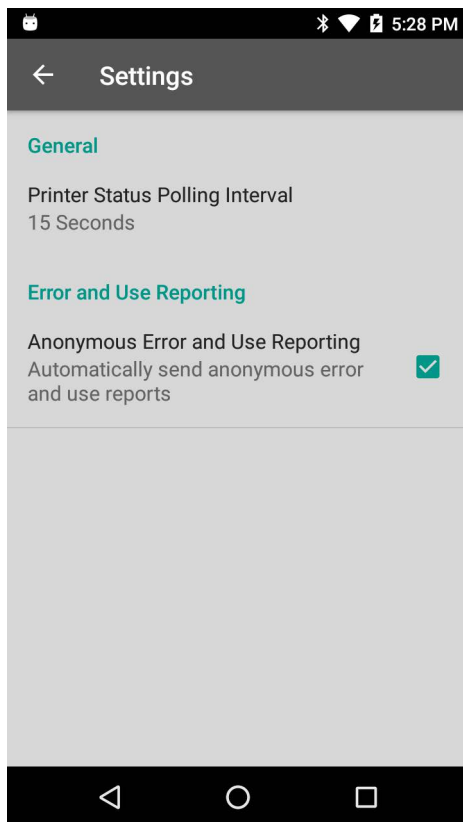 5:28 PM
Settings
General
Printer Status Polling Interval
15 Seconds
Error and Use Reporting
Anonymous Error and Use Reporting
Automatically send anonymous error
and use reports